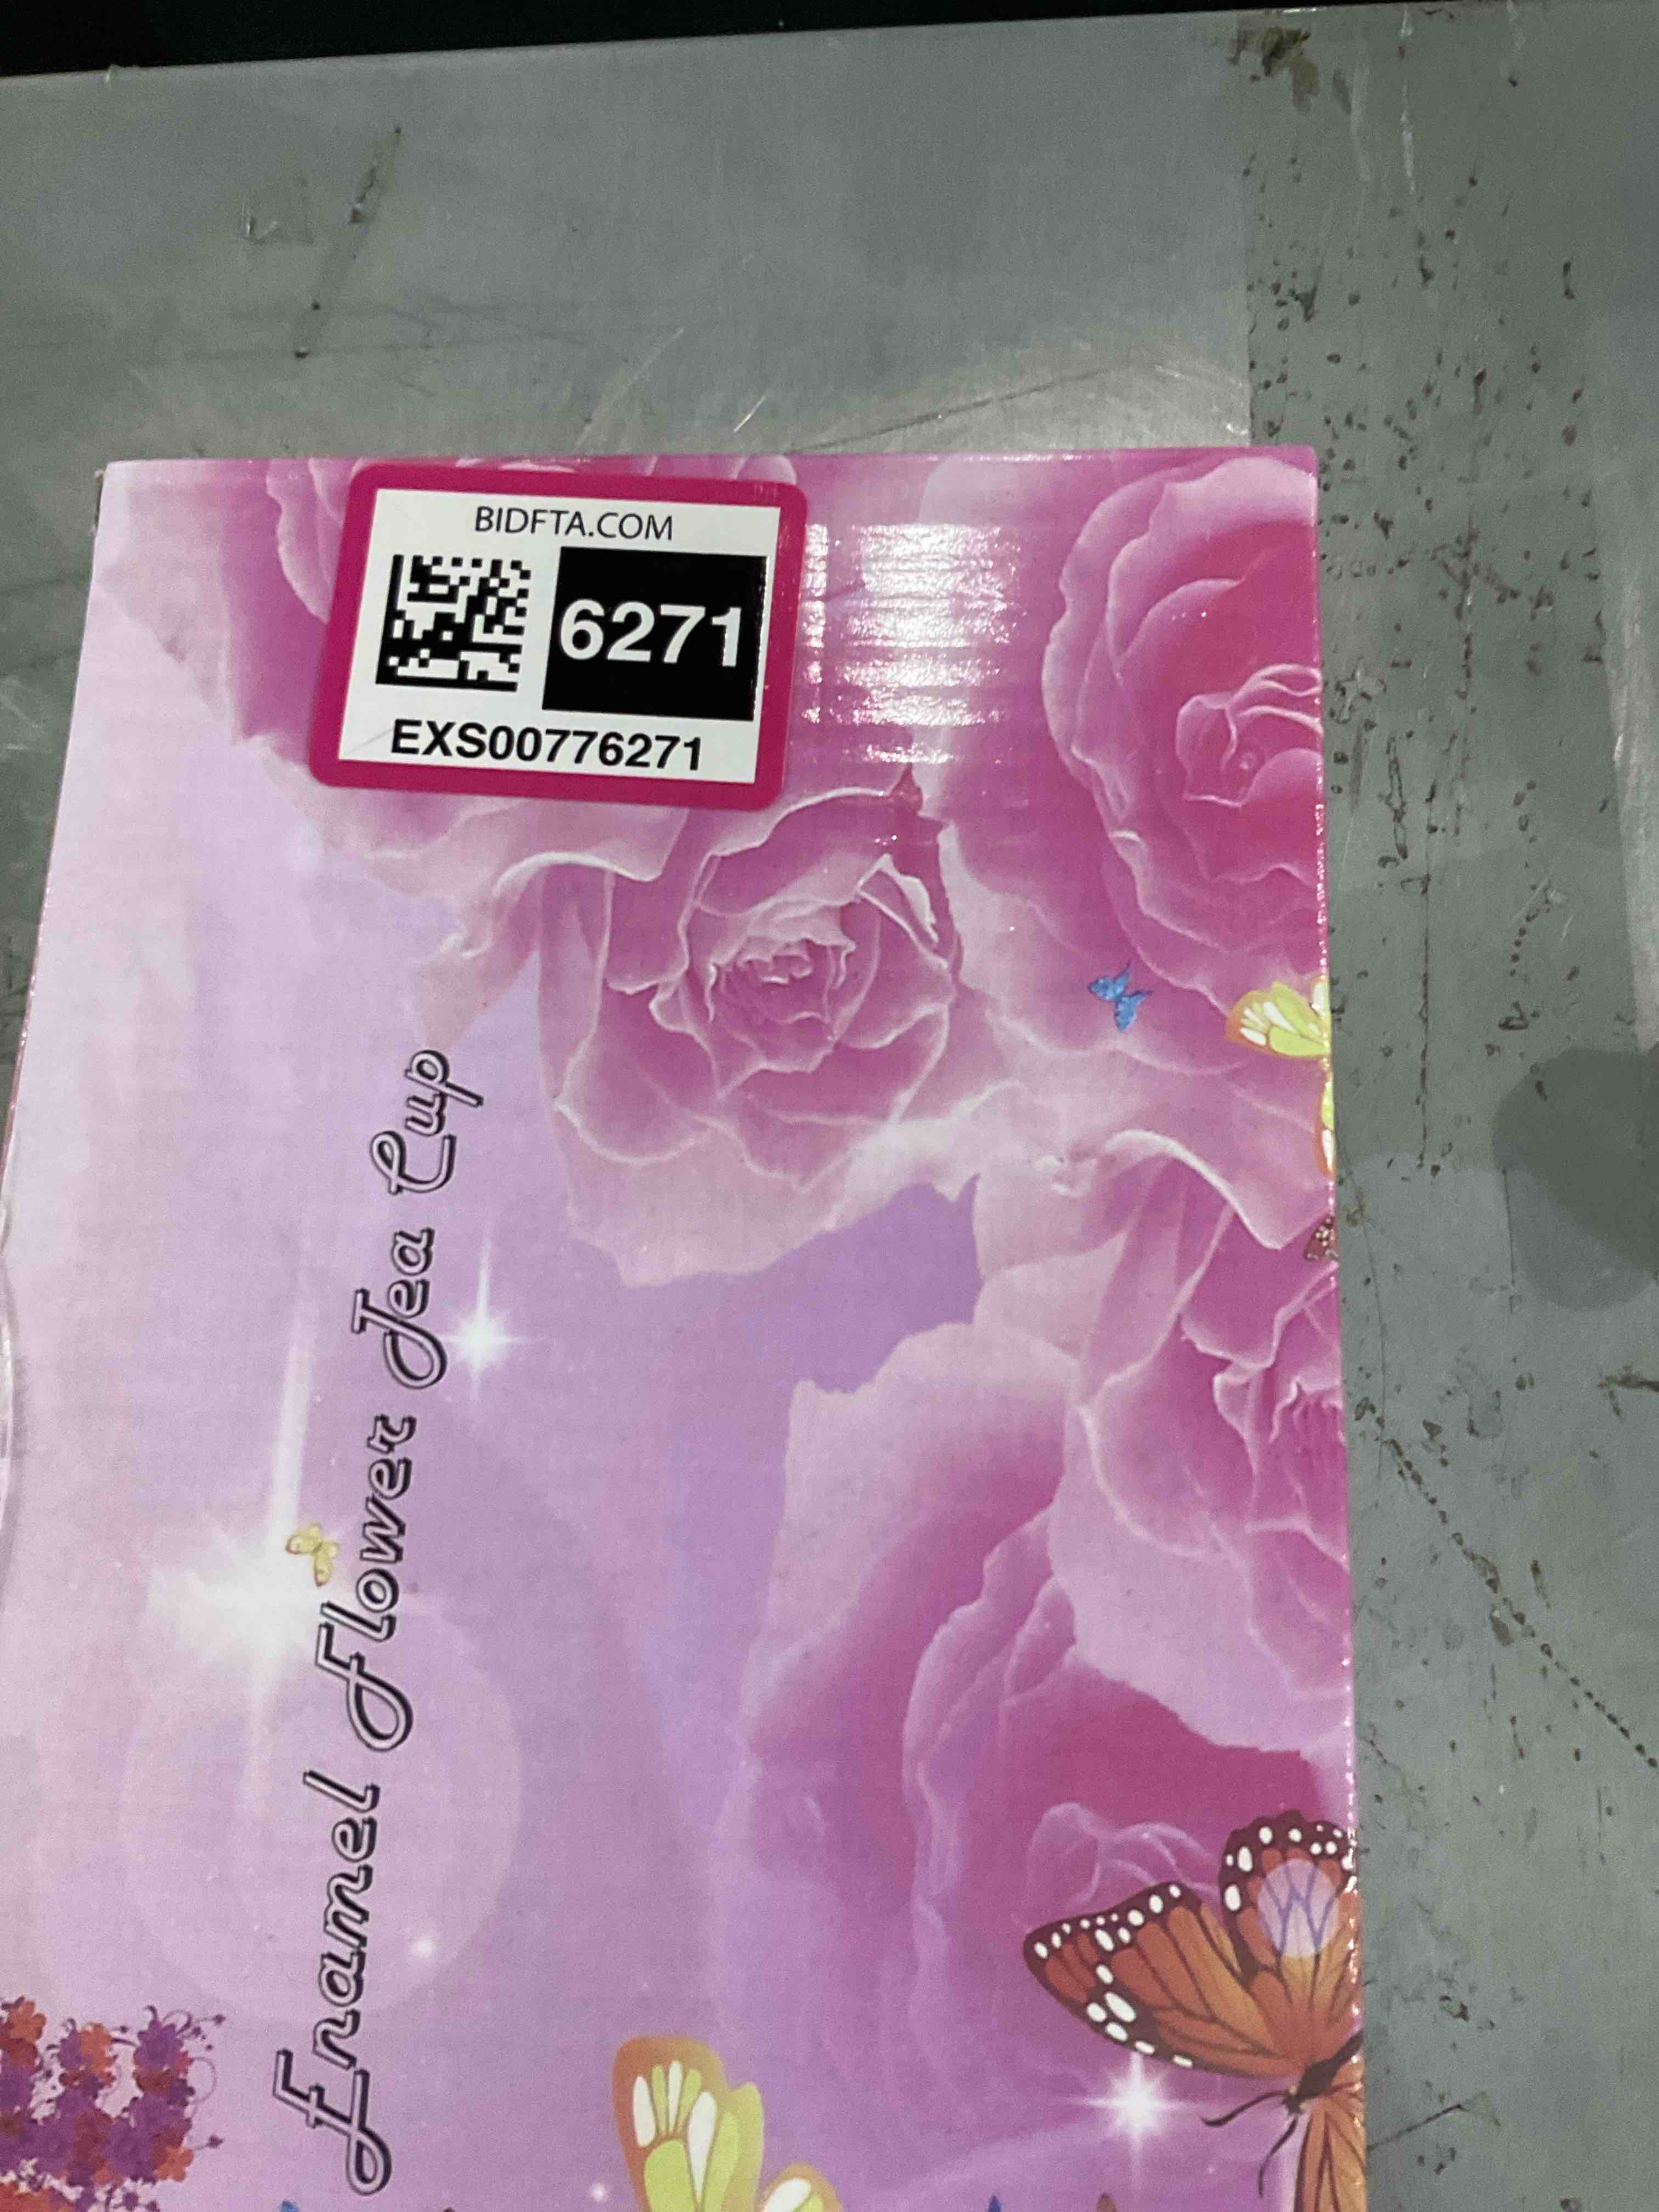 BIDFTA.COM
6271
EXS00776271
Enamel Flower Tea Cup